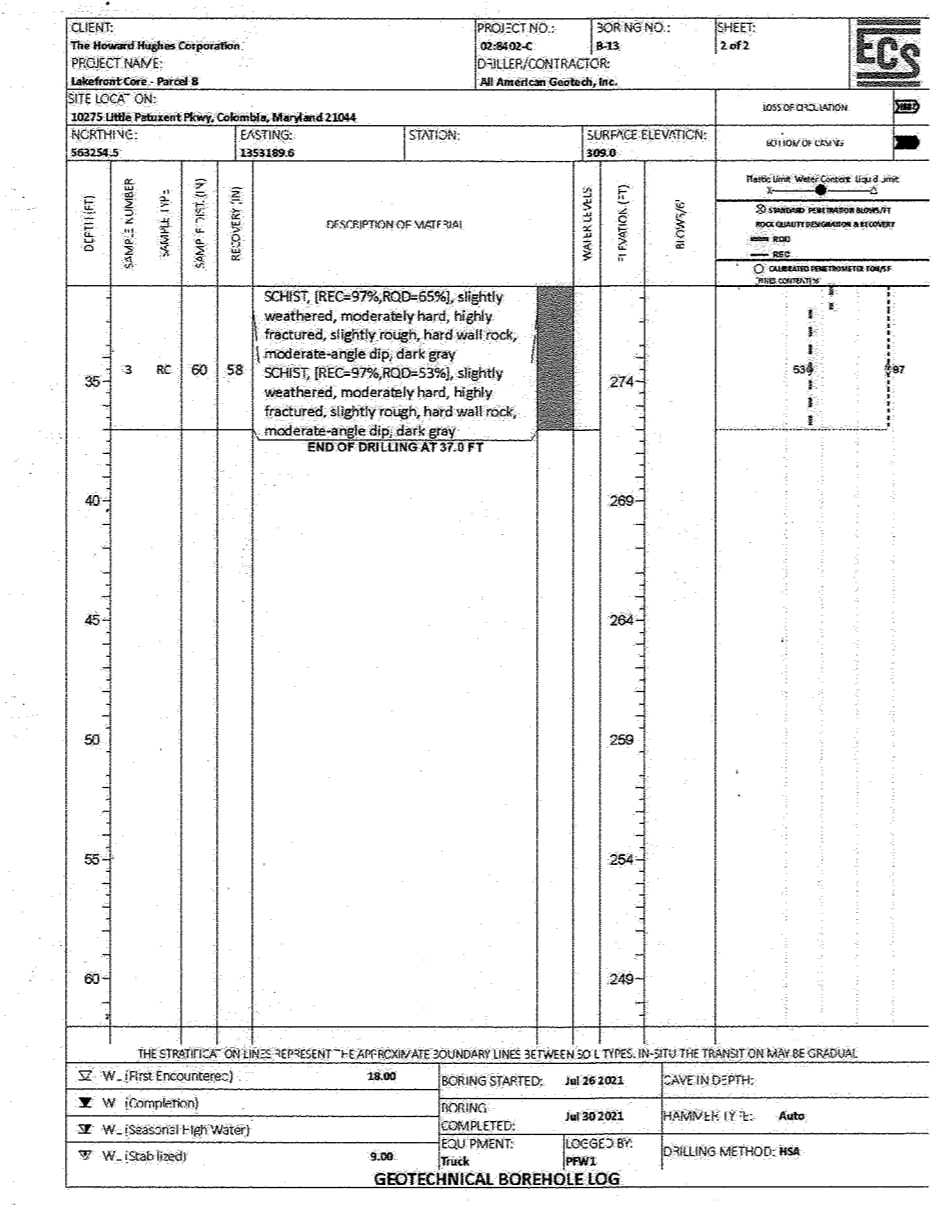 CLIENT: PROJECT NO.: BORING NO.: SHEET:
The Howard Hughes Corporation 02:8402-C B-13 2 of 2
ECS
PROJECT NAME: DRILLER/CONTRACTOR:
Lakefront Core - Parcel B All American Geotech, Inc.
SITE LOCATION:
10275 Little Patuxent Pkwy, Colombia, Maryland 21044
LOSS OF CIRCULATION
NORTHING: EASTING: STATION: SURFACE ELEVATION:
563254.5 1353189.6 309.0
BOTTOM OF CASING
DEPTH (FT)
SAMPLE NUMBER
SAMPLE TYPE
SAMPLE DIST. (IN)
RECOVERY (IN)
DESCRIPTION OF MATERIAL
WATER LEVELS
ELEVATION (FT)
BLOWS/6"
Plastic Limit Water Content Liquid Limit
X △
STANDARD PENETRATION BLOWS/FT
ROCK QUALITY DESIGNATION & RECOVERY
RQD
REC
CALIBRATED PENETROMETER TON/SF
[FINES CONTENT] %
SCHIST, [REC=97%,RQD=65%], slightly
weathered, moderately hard, highly
fractured, slightly rough, hard wall rock,
moderate-angle dip, dark gray
3 RC 60 58 SCHIST, [REC=97%,RQD=53%], slightly 53 97
35 274
weathered, moderately hard, highly
fractured, slightly rough, hard wall rock,
moderate-angle dip, dark gray
END OF DRILLING AT 37.0 FT
40 269
45 264
50 259
55 254
60 249
THE STRATIFICATION LINES REPRESENT THE APPROXIMATE BOUNDARY LINES BETWEEN SOIL TYPES. IN-SITU THE TRANSITION MAY BE GRADUAL
WL (First Encountered) 18.00 BORING STARTED: Jul 26 2021 CAVE IN DEPTH:
WL (Completion) BORING COMPLETED: Jul 30 2021 HAMMER TYPE: Auto
WL (Seasonal High Water)
WL (Stabilized) 9.00 EQUIPMENT: Truck LOGGED BY: PFW1 DRILLING METHOD: HSA
GEOTECHNICAL BOREHOLE LOG